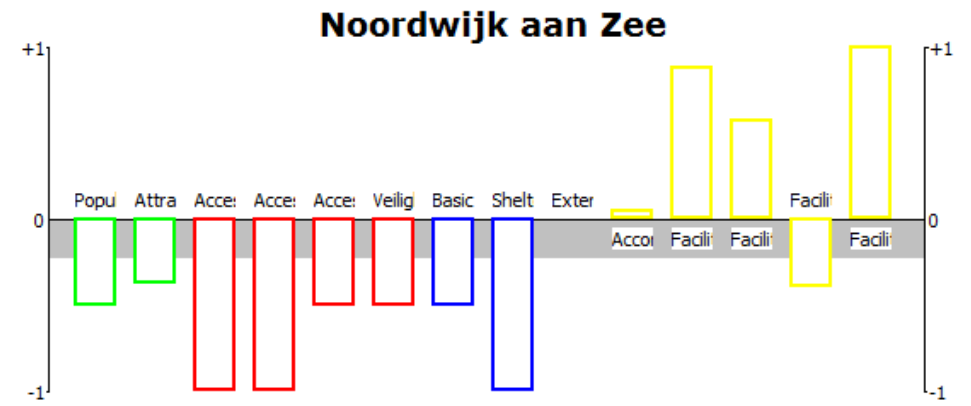 Noordwijk aan Zee
+1 +1
Popu Attra Acce Acce Acce Veilig Basic Shelt Exter Facili
0 0
Accor Facili Facili Facili
-1 -1